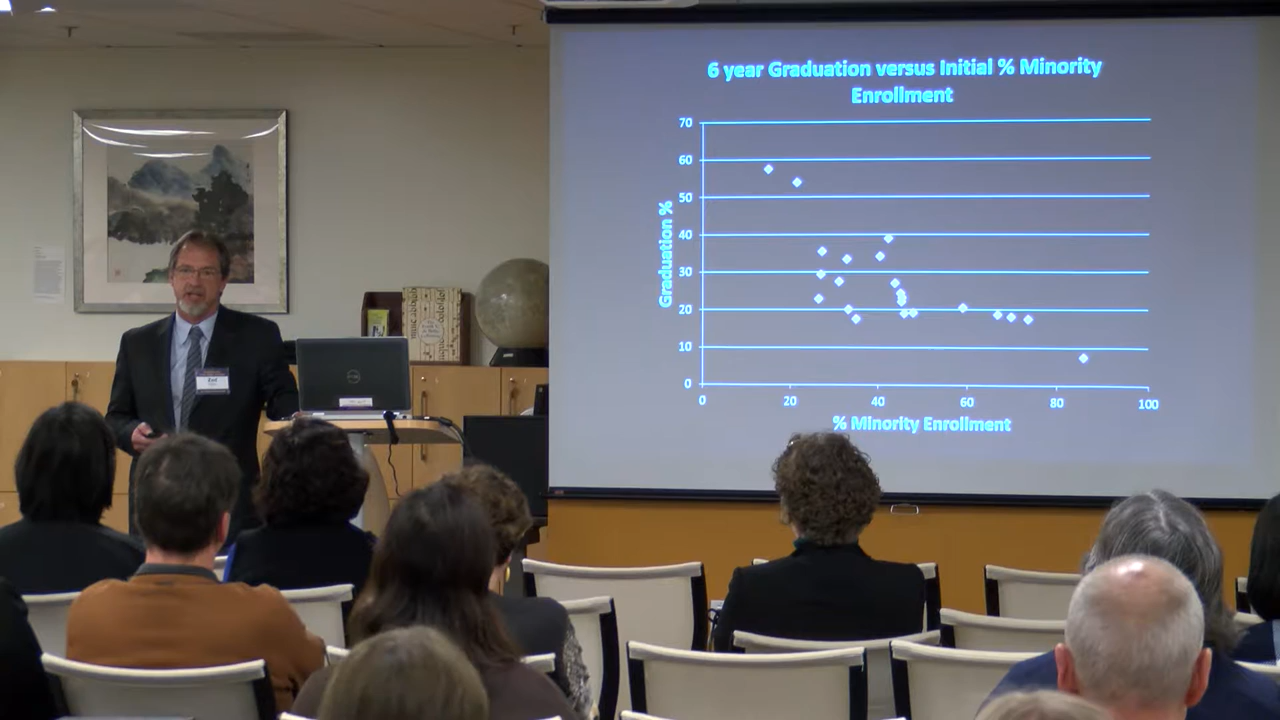 6 year Graduation versus Initial % Minority
Enrollment
70
60
50
40
30
20
10
0
Graduation %
0 20 40 60 80 100
% Minority Enrollment
DELL